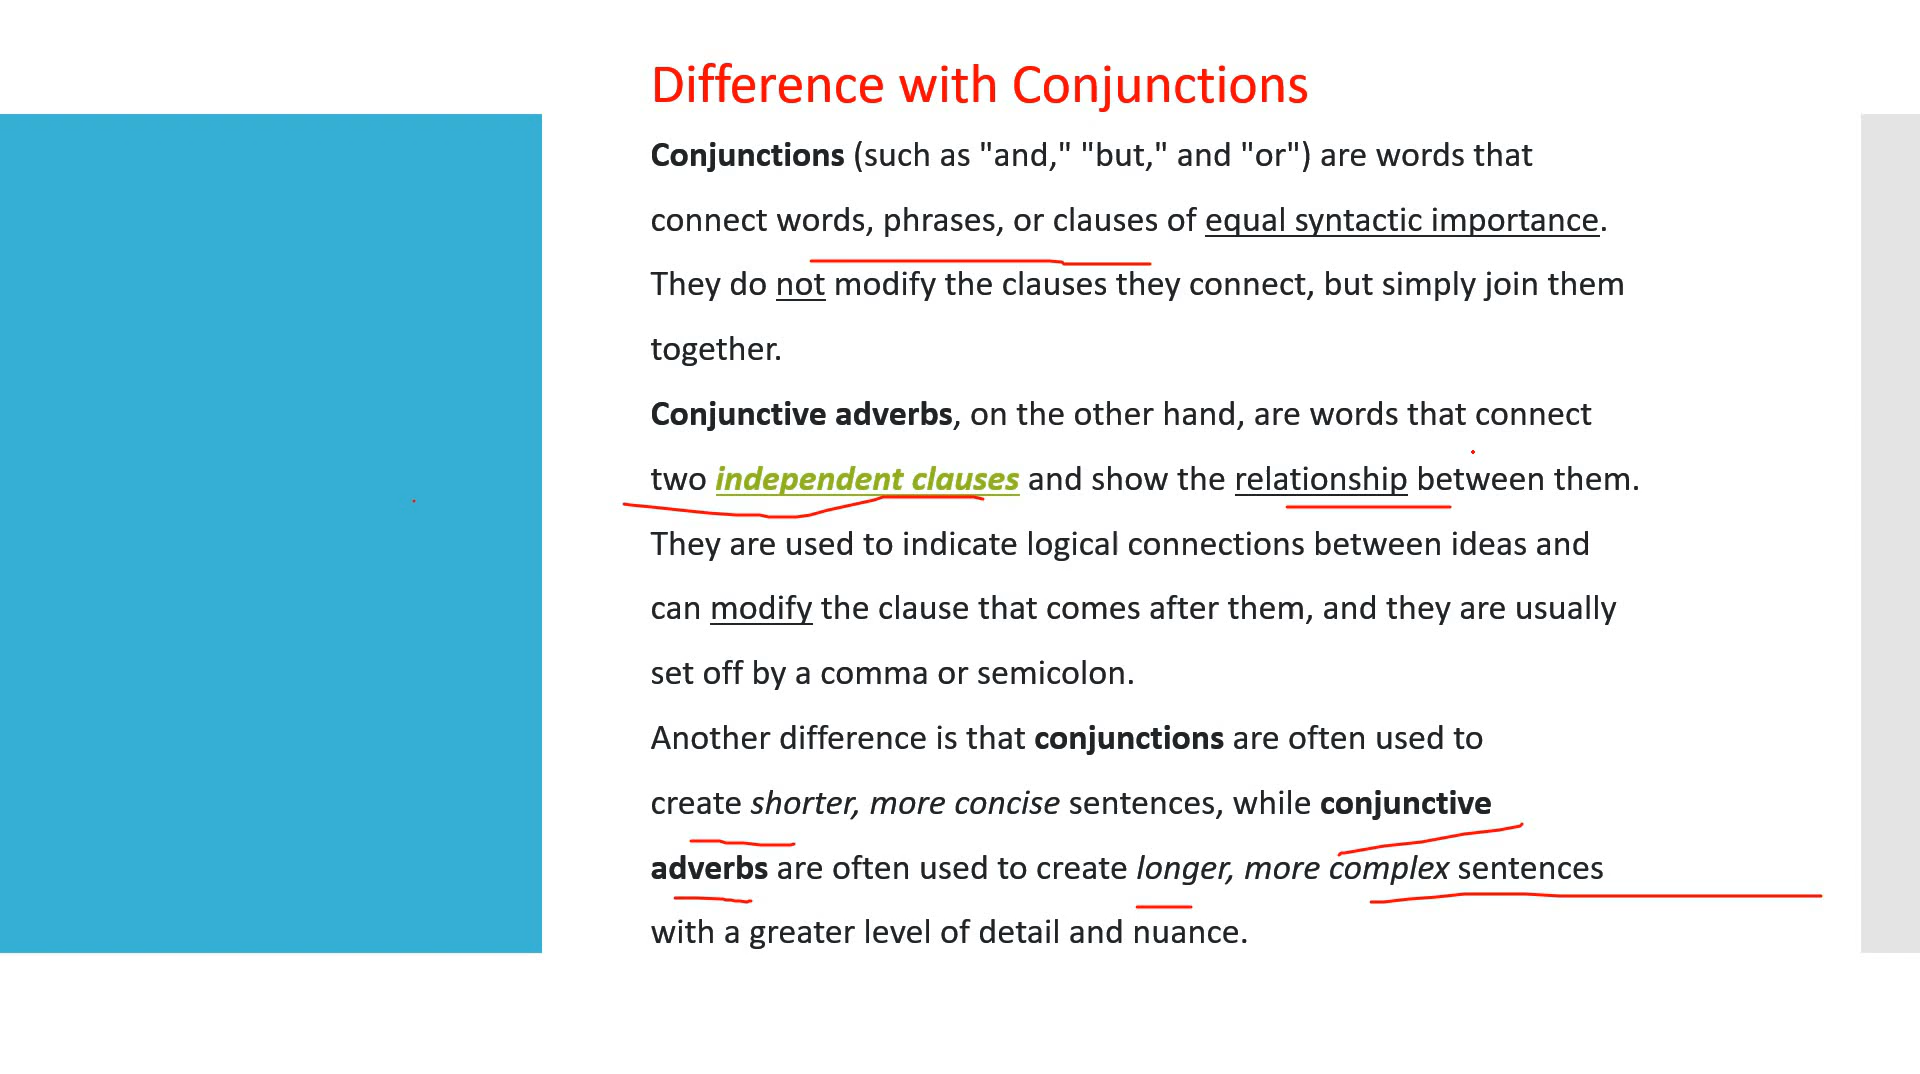 Difference with Conjunctions
Conjunctions (such as "and," "but," and "or") are words that
connect words, phrases, or clauses of equal syntactic importance.
They do not modify the clauses they connect, but simply join them
together.
Conjunctive adverbs, on the other hand, are words that connect
two independent clauses and show the relationship between them.
They are used to indicate logical connections between ideas and
can modify the clause that comes after them, and they are usually
set off by a comma or semicolon.
Another difference is that conjunctions are often used to
create shorter, more concise sentences, while conjunctive
adverbs are often used to create longer, more complex sentences
with a greater level of detail and nuance.